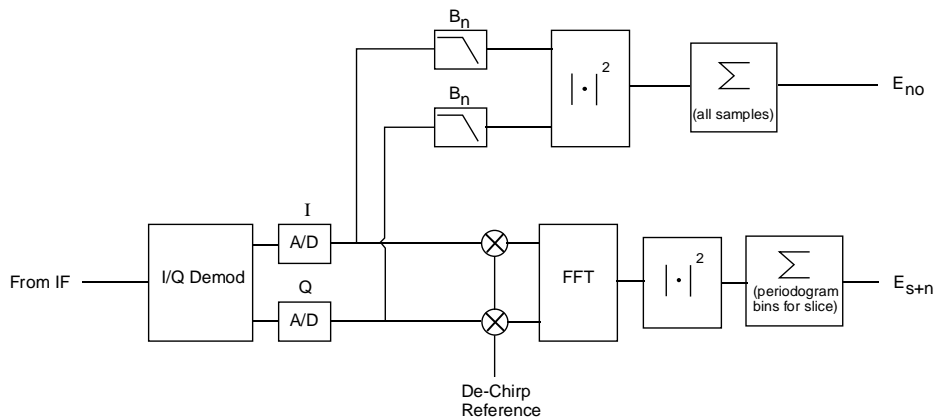 Bn
Bn
| • | 2
Σ
(all samples)
Eno
From IF
I/Q Demod
I
A/D
Q
A/D
De-Chirp
Reference
FFT
| • | 2
Σ
(periodogram
bins for slice)
Es+n